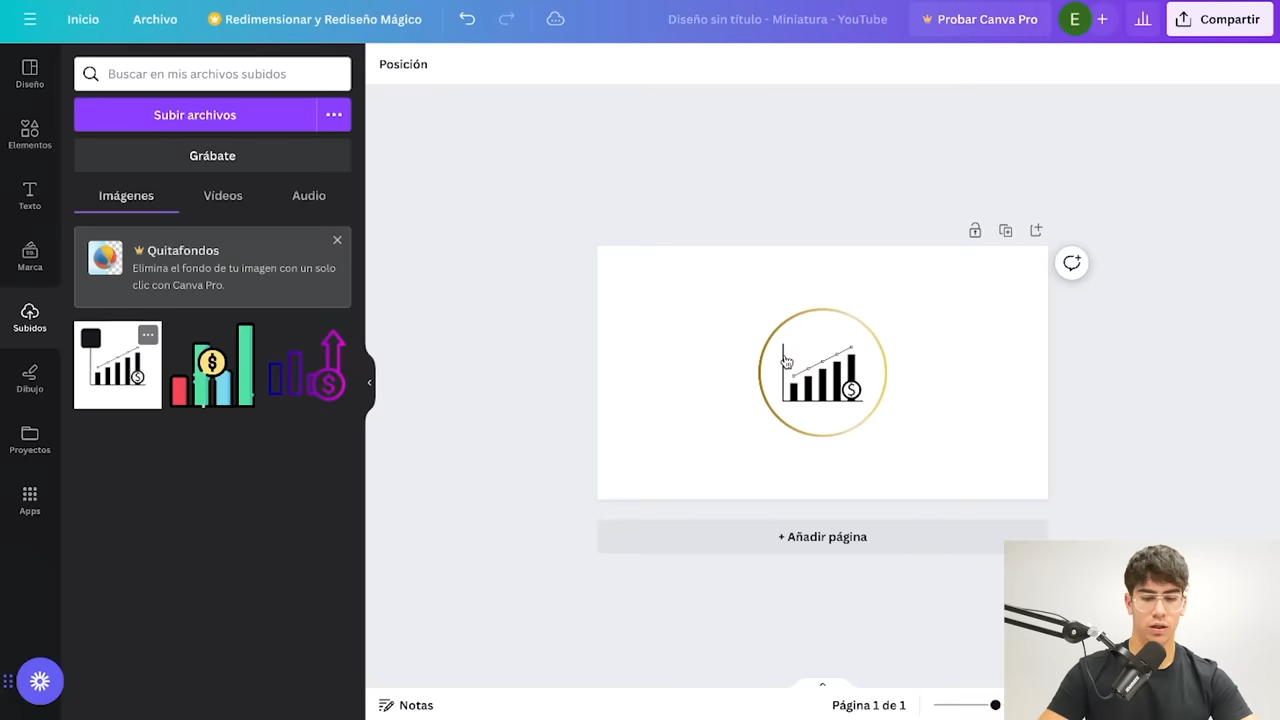 Inicio
Archivo
Redimensionar y Rediseño Mágico
Diseño sin título - Miniatura - YouTube
Probar Canva Pro
E
+
Compartir
Diseño
Elementos
Texto
Marca
Subidos
Dibujo
Proyectos
Apps
Buscar en mis archivos subidos
Subir archivos
Grábate
Imágenes
Vídeos
Audio
Quitafondos
Elimina el fondo de tu imagen con un solo
clic con Canva Pro.
$
$
$
$
Posición
+ Añadir página
Notas
Página 1 de 1